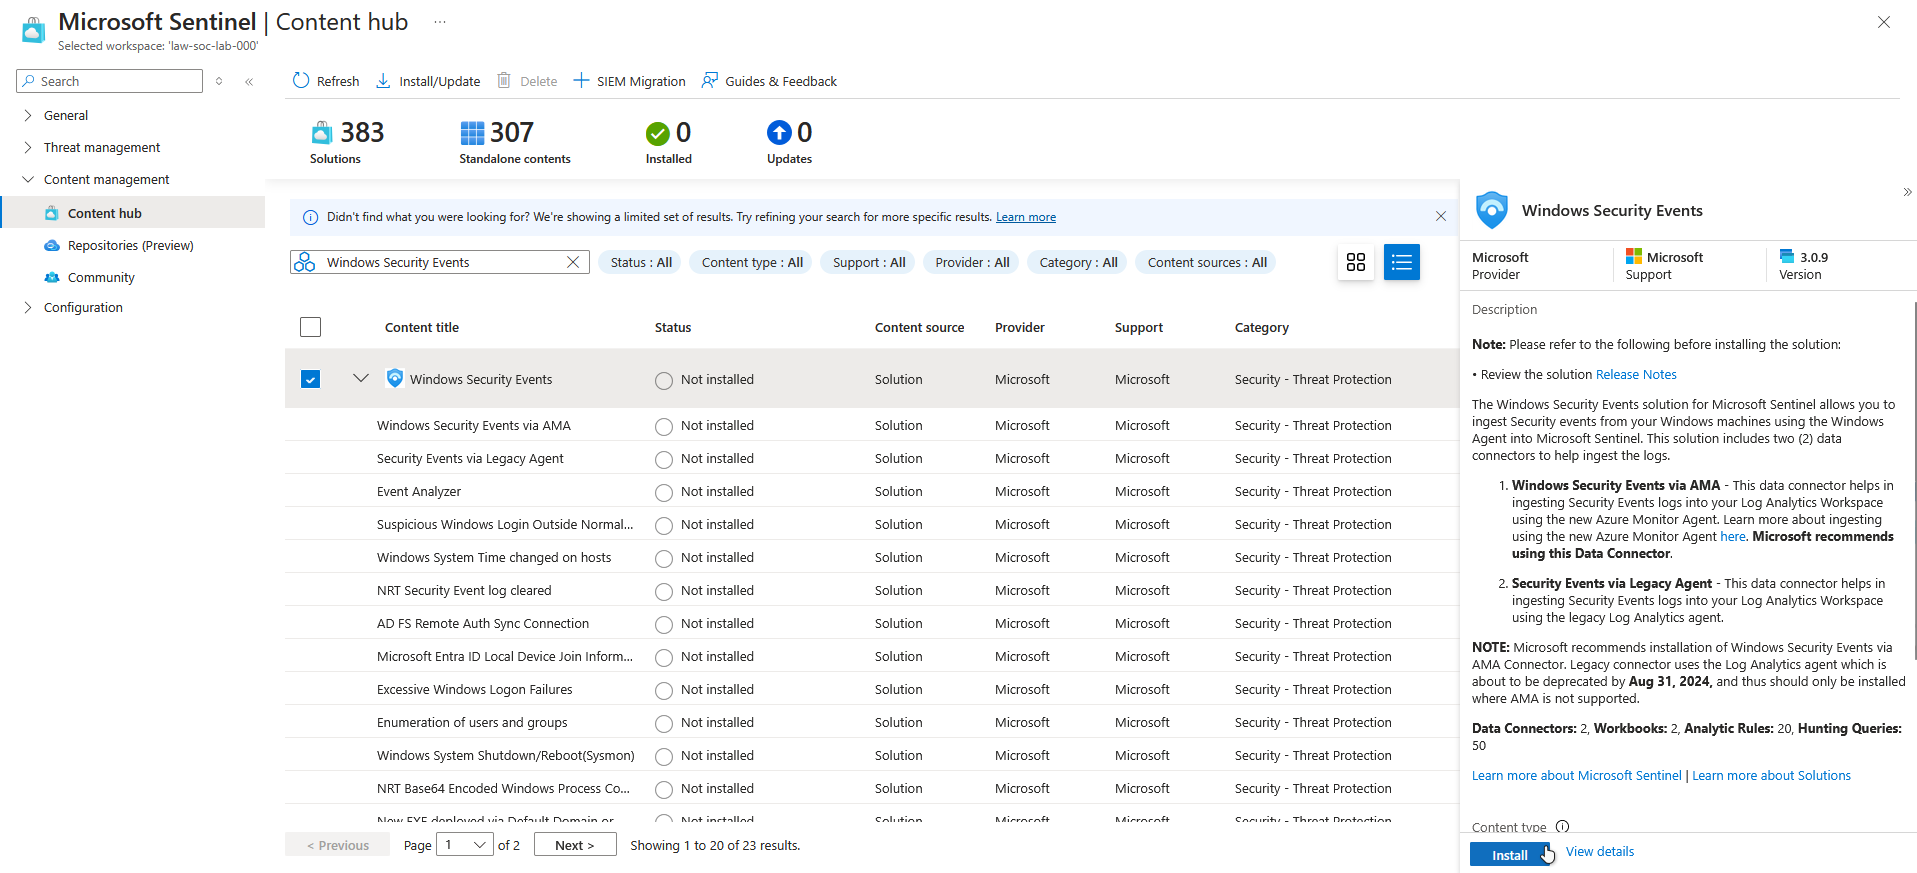 Microsoft Sentinel | Content hub ...
Selected workspace: 'law-soc-lab-000'
Search
General
Threat management
Content management
Content hub
Repositories (Preview)
Community
Configuration
Refresh Install/Update Delete SIEM Migration Guides & Feedback
383 307 0 0
Solutions Standalone contents Installed Updates
Didn't find what you were looking for? We're showing a limited set of results. Try refining your search for more specific results. Learn more
Windows Security Events Status : All Content type : All Support : All Provider : All Category : All Content sources : All
Content title Status Content source Provider Support Category
Windows Security Events Not installed Solution Microsoft Microsoft Security - Threat Protection
Windows Security Events via AMA Not installed Solution Microsoft Microsoft Security - Threat Protection
Security Events via Legacy Agent Not installed Solution Microsoft Microsoft Security - Threat Protection
Event Analyzer Not installed Solution Microsoft Microsoft Security - Threat Protection
Suspicious Windows Login Outside Normal... Not installed Solution Microsoft Microsoft Security - Threat Protection
Windows System Time changed on hosts Not installed Solution Microsoft Microsoft Security - Threat Protection
NRT Security Event log cleared Not installed Solution Microsoft Microsoft Security - Threat Protection
AD FS Remote Auth Sync Connection Not installed Solution Microsoft Microsoft Security - Threat Protection
Microsoft Entra ID Local Device Join Inform... Not installed Solution Microsoft Microsoft Security - Threat Protection
Excessive Windows Logon Failures Not installed Solution Microsoft Microsoft Security - Threat Protection
Enumeration of users and groups Not installed Solution Microsoft Microsoft Security - Threat Protection
Windows System Shutdown/Reboot(Sysmon) Not installed Solution Microsoft Microsoft Security - Threat Protection
NRT Base64 Encoded Windows Process Co... Not installed Solution Microsoft Microsoft Security - Threat Protection
New EXE deployed via Default Domain or Not installed Solution Microsoft Microsoft Security - Threat Protection
< Previous Page 1 of 2 Next > Showing 1 to 20 of 23 results.
Windows Security Events
Microsoft Microsoft 3.0.9
Provider Support Version
Description
Note: Please refer to the following before installing the solution:
• Review the solution Release Notes
The Windows Security Events solution for Microsoft Sentinel allows you to
ingest Security events from your Windows machines using the Windows
Agent into Microsoft Sentinel. This solution includes two (2) data
connectors to help ingest the logs.
1. Windows Security Events via AMA - This data connector helps in
ingesting Security Events logs into your Log Analytics Workspace
using the new Azure Monitor Agent. Learn more about ingesting
using the new Azure Monitor Agent here. Microsoft recommends
using this Data Connector.
2. Security Events via Legacy Agent - This data connector helps in
ingesting Security Events logs into your Log Analytics Workspace
using the legacy Log Analytics agent.
NOTE: Microsoft recommends installation of Windows Security Events via
AMA Connector. Legacy connector uses the Log Analytics agent which is
about to be deprecated by Aug 31, 2024, and thus should only be installed
where AMA is not supported.
Data Connectors: 2, Workbooks: 2, Analytic Rules: 20, Hunting Queries:
50
Learn more about Microsoft Sentinel | Learn more about Solutions
Content type
Install View details